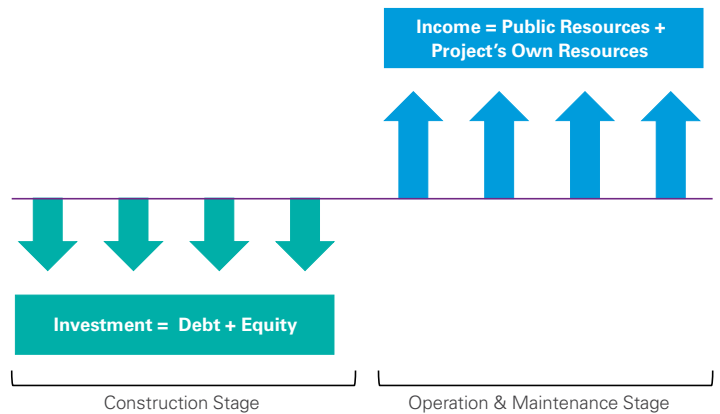 Income = Public Resources +
Project's Own Resources
Investment = Debt + Equity
Construction Stage
Operation & Maintenance Stage